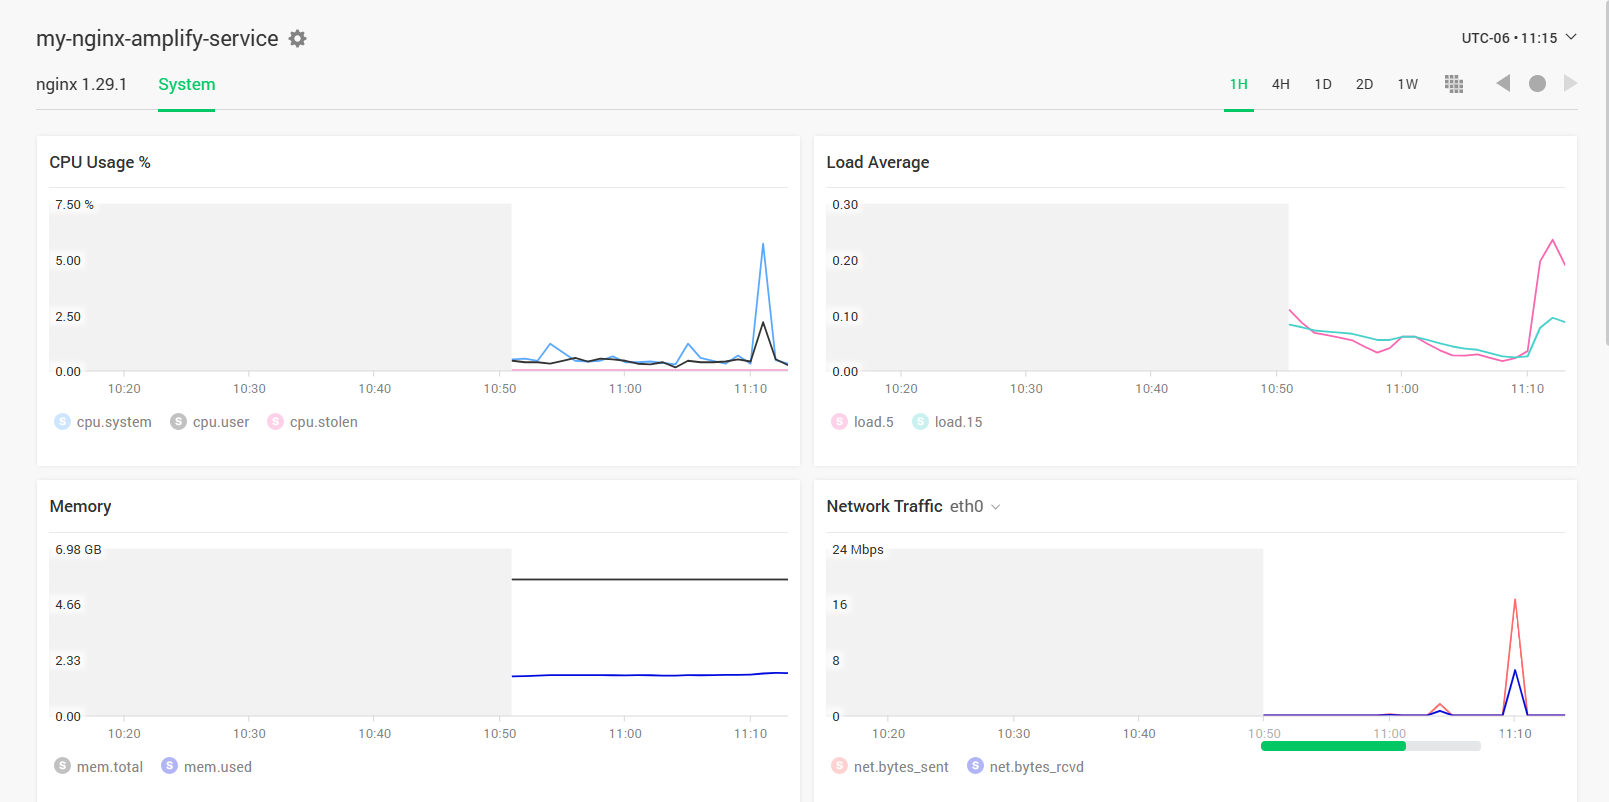 my-nginx-amplify-service
UTC-06 • 11:15
nginx 1.29.1 System
1H 4H 1D 2D 1W
CPU Usage %
7.50 %
5.00
2.50
0.00
10:20 10:30 10:40 10:50 11:00 11:10
S cpu.system S cpu.user S cpu.stolen
Load Average
0.30
0.20
0.10
0.00
10:20 10:30 10:40 10:50 11:00 11:10
S load.5 S load.15
Memory
6.98 GB
4.66
2.33
0.00
10:20 10:30 10:40 10:50 11:00 11:10
S mem.total S mem.used
Network Traffic eth0
24 Mbps
16
8
0
10:20 10:30 10:40 10:50 11:00 11:10
S net.bytes_sent S net.bytes_rcvd